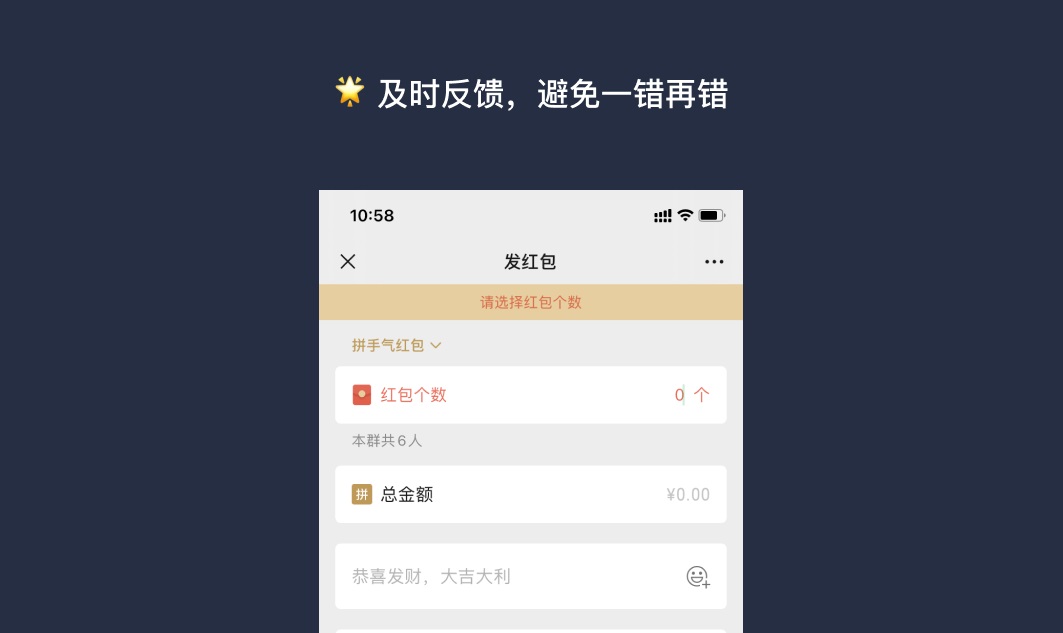 🌟 及时反馈，避免一错再错
10:58
发红包
请选择红包个数
拼手气红包
红包个数 0 个
本群共6人
拼 总金额 ¥0.00
恭喜发财，大吉大利